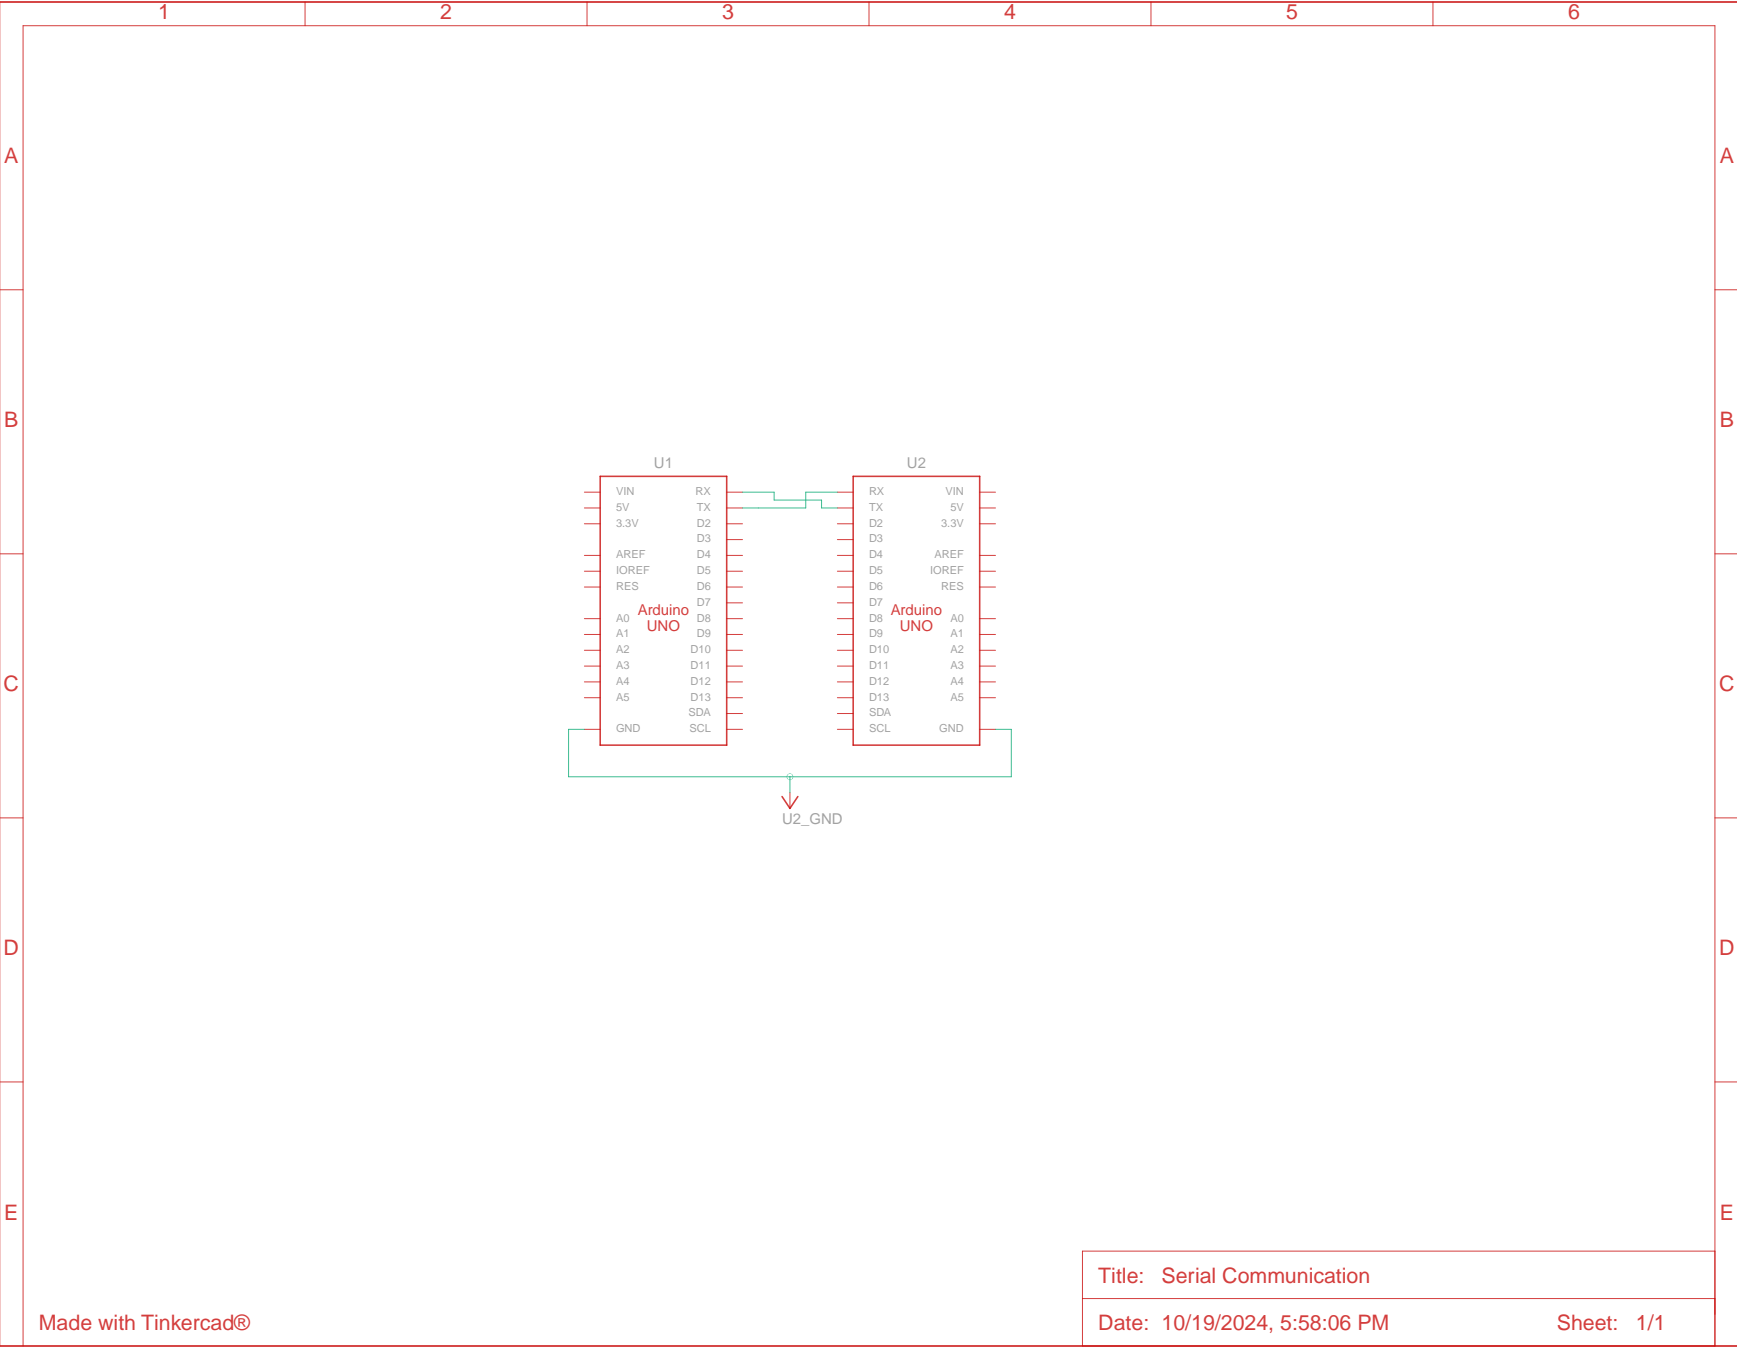 1 2 3 4 5 6
A A
B B
U1 U2
VIN RX RX VIN
5V TX TX 5V
3.3V D2 D2 3.3V
D3 D3
AREF D4 D4 AREF
IOREF D5 D5 IOREF
RES D6 D6 RES
D7 D7
Arduino Arduino
A0 D8 D8 A0
UNO UNO
A1 D9 D9 A1
A2 D10 D10 A2
A3 D11 D11 A3
A4 D12 D12 A4
C C
A5 D13 D13 A5
SDA SDA
GND SCL SCL GND
U2_GND
D D
E E
Title: Serial Communication
Made with Tinkercad®
Date: 10/19/2024, 5:58:06 PM Sheet: 1/1